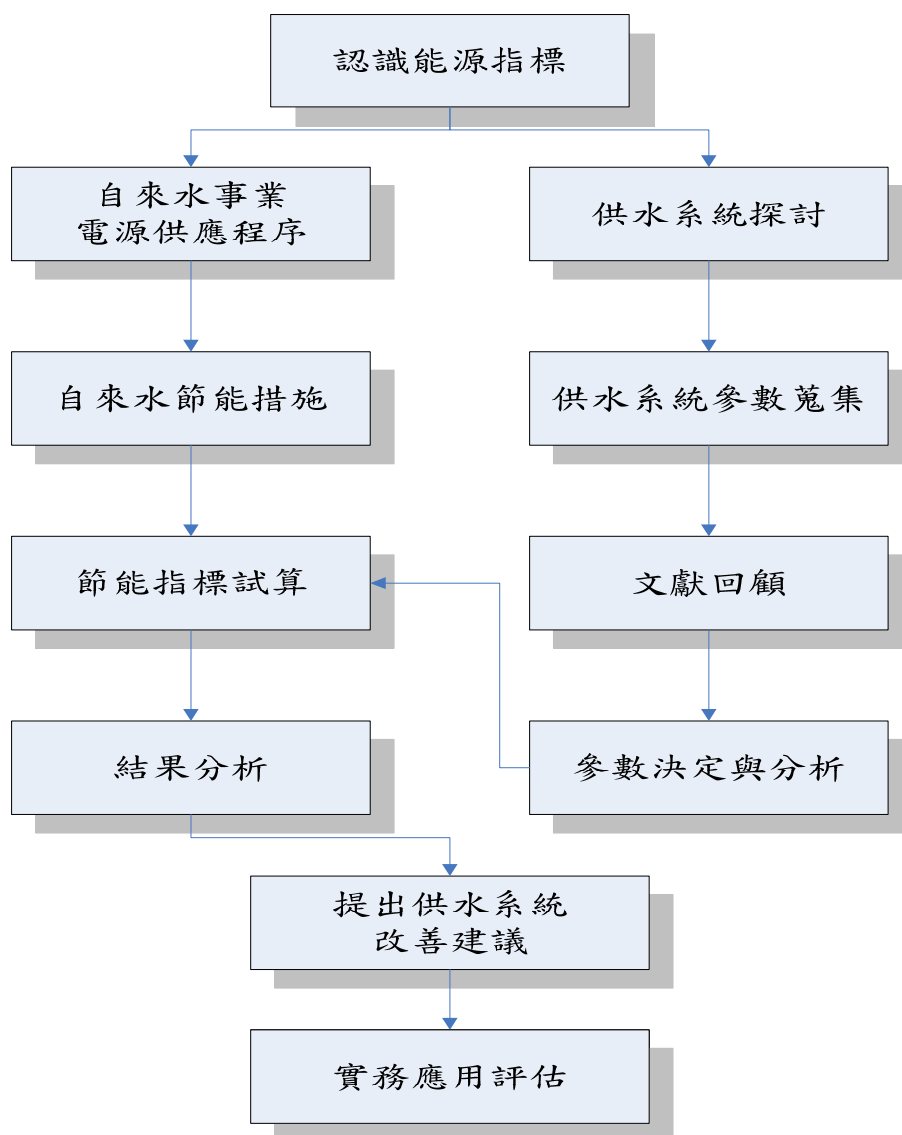 認識能源指標
自來水事業
電源供應程序
供水系統探討
自來水節能措施
供水系統參數蒐集
節能指標試算
文獻回顧
結果分析
參數決定與分析
提出供水系統
改善建議
實務應用評估